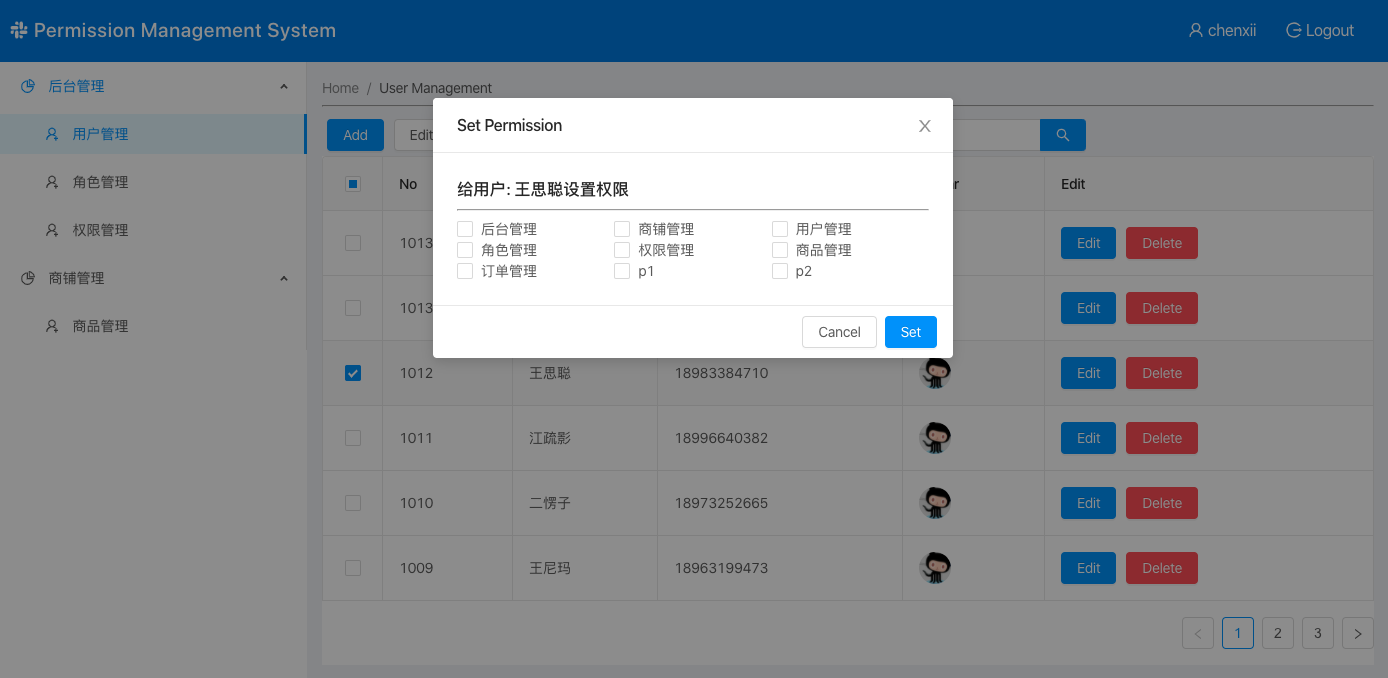 Permission Management System
chenxii
Logout
后台管理
用户管理
角色管理
权限管理
商铺管理
商品管理
Home / User Management
Add
Edit
No
Edit
1013
Edit
Delete
1013
Edit
Delete
1012
王思聪
18983384710
Edit
Delete
1011
江疏影
18996640382
Edit
Delete
1010
二愣子
18973252665
Edit
Delete
1009
王尼玛
18963199473
Edit
Delete
1
2
3
Set Permission
给用户: 王思聪设置权限
后台管理
商铺管理
用户管理
角色管理
权限管理
商品管理
订单管理
p1
p2
Cancel
Set